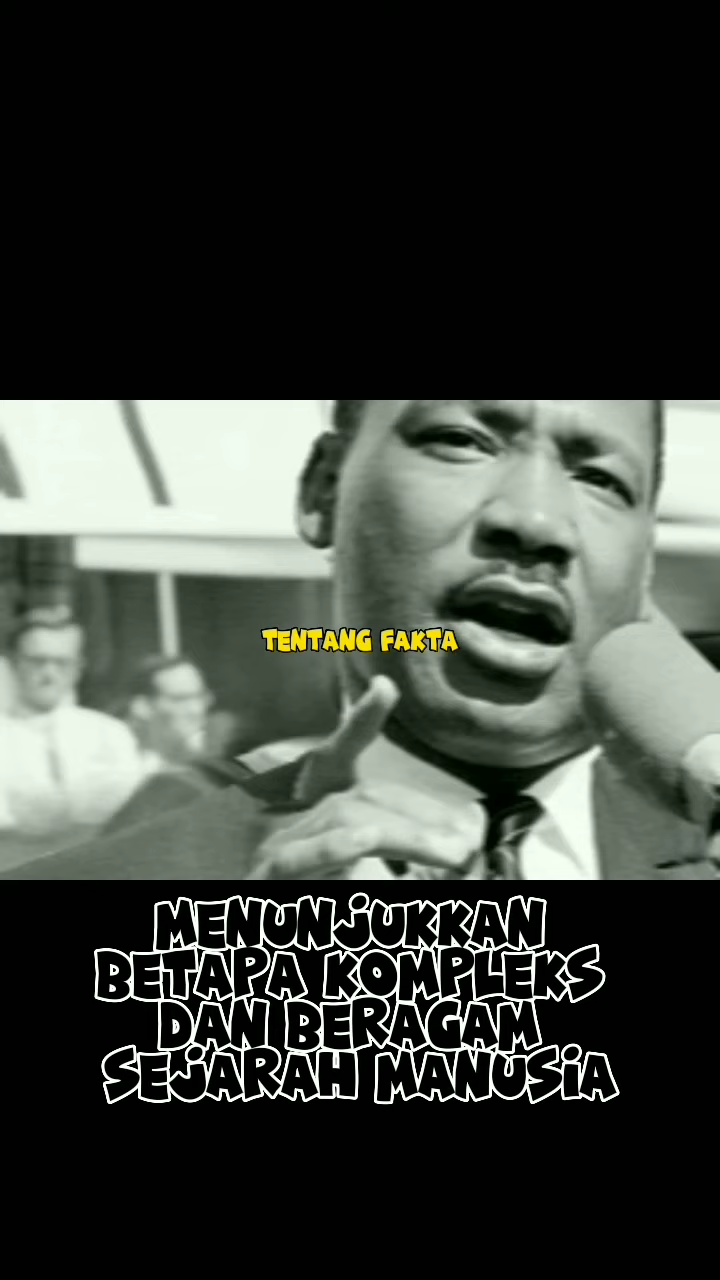 TENTANG FAKTA
MENUNJUKKAN
BETAPA KOMPLEKS
DAN BERAGAM
SEJARAH MANUSIA